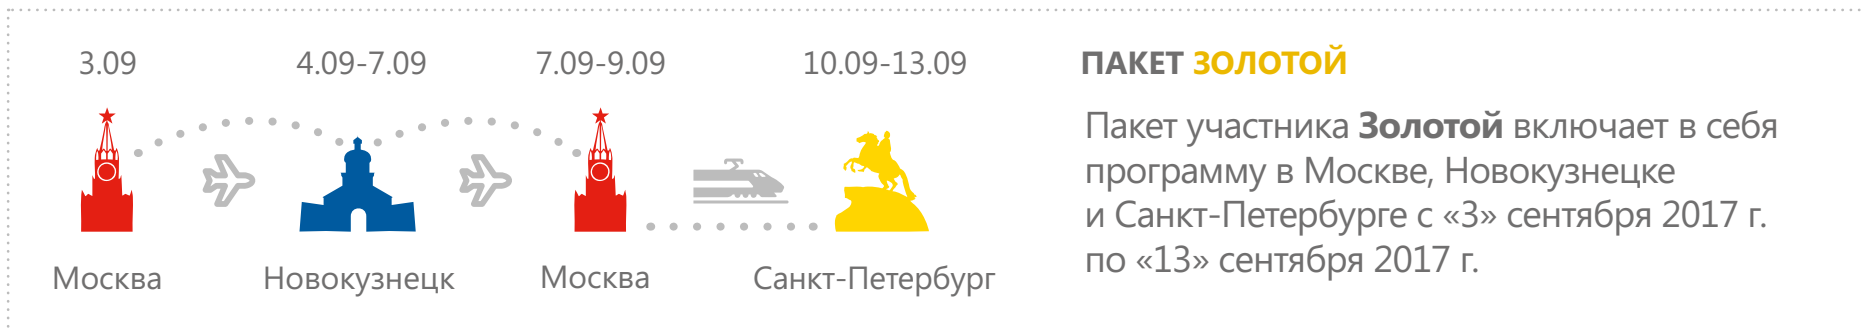 3.09 4.09-7.09 7.09-9.09 10.09-13.09
Москва Новокузнецк Москва Санкт-Петербург
ПАКЕТ ЗОЛОТОЙ
Пакет участника Золотой включает в себя
программу в Москве, Новокузнецке
и Санкт-Петербурге с «3» сентября 2017 г.
по «13» сентября 2017 г.